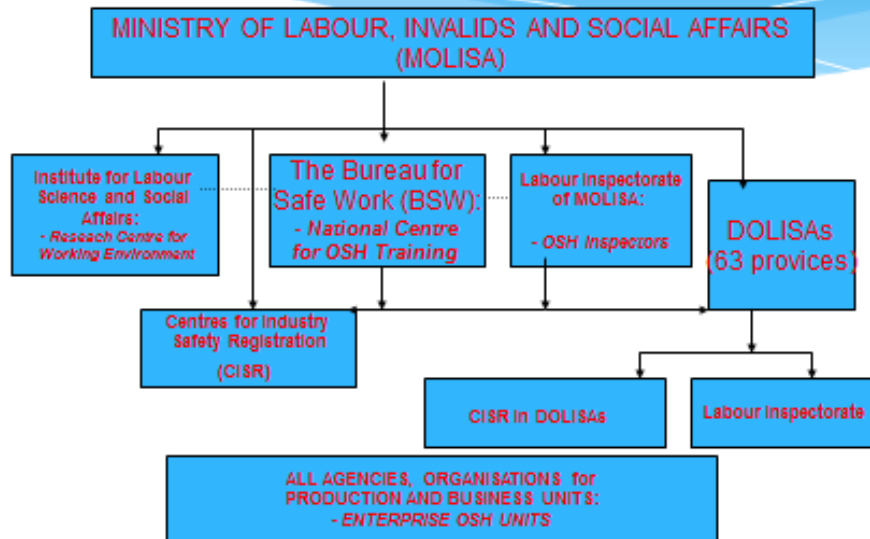 MINISTRY OF LABOUR, INVALIDS AND SOCIAL AFFAIRS
(MOLISA)
Institute for Labour
Science and Social
Affairs:
- Reseach Centre for
Working Environment
The Bureau for
Safe Work (BSW):
- National Centre
for OSH Training
Labour Inspectorate
of MOLISA:
- OSH Inspectors
DOLISAs
(63 provices)
Centres for Industry
Safety Registration
(CISR)
CISR in DOLISAs
Labour Inspectorate
ALL AGENCIES, ORGANISATIONS for
PRODUCTION AND BUSINESS UNITS:
- ENTERPRISE OSH UNITS